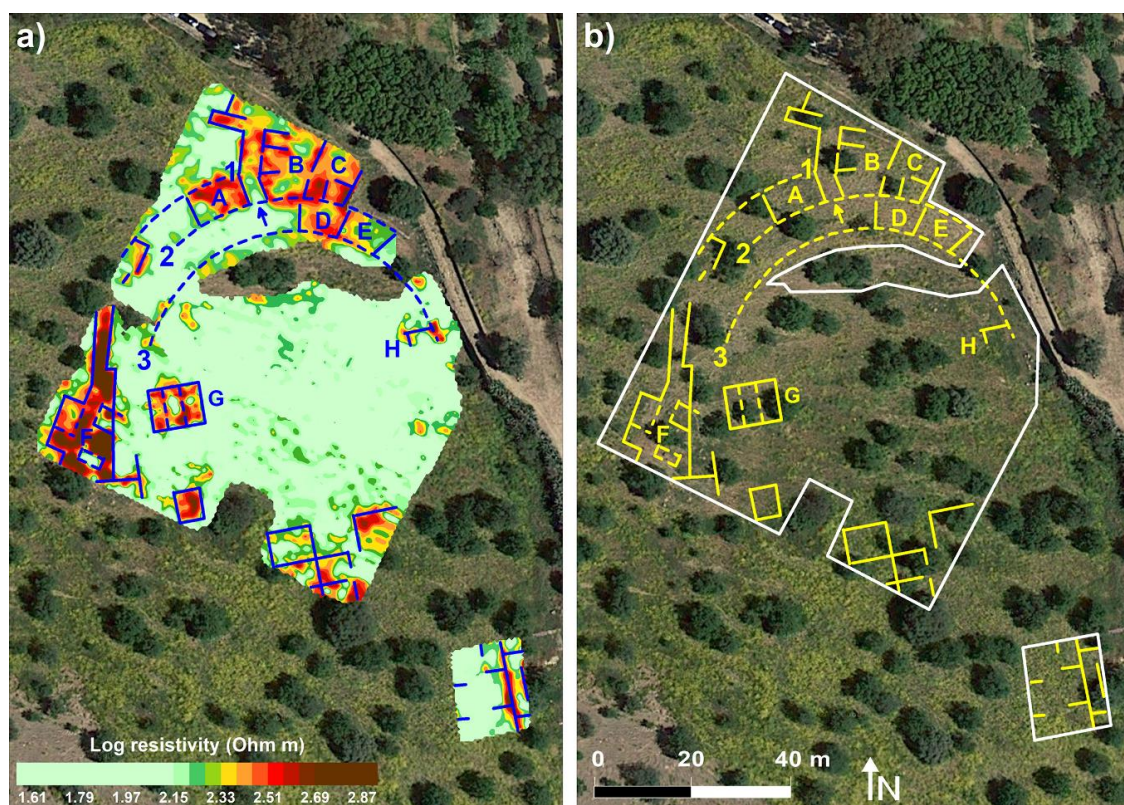 a)
1
B
C
A
D
E
2
3
H
G
F
Log resistivity (Ohm m)
1.61 1.79 1.97 2.15 2.33 2.51 2.69 2.87
b)
1
B
C
A
D
E
2
3
H
G
F
0 20 40 m
N